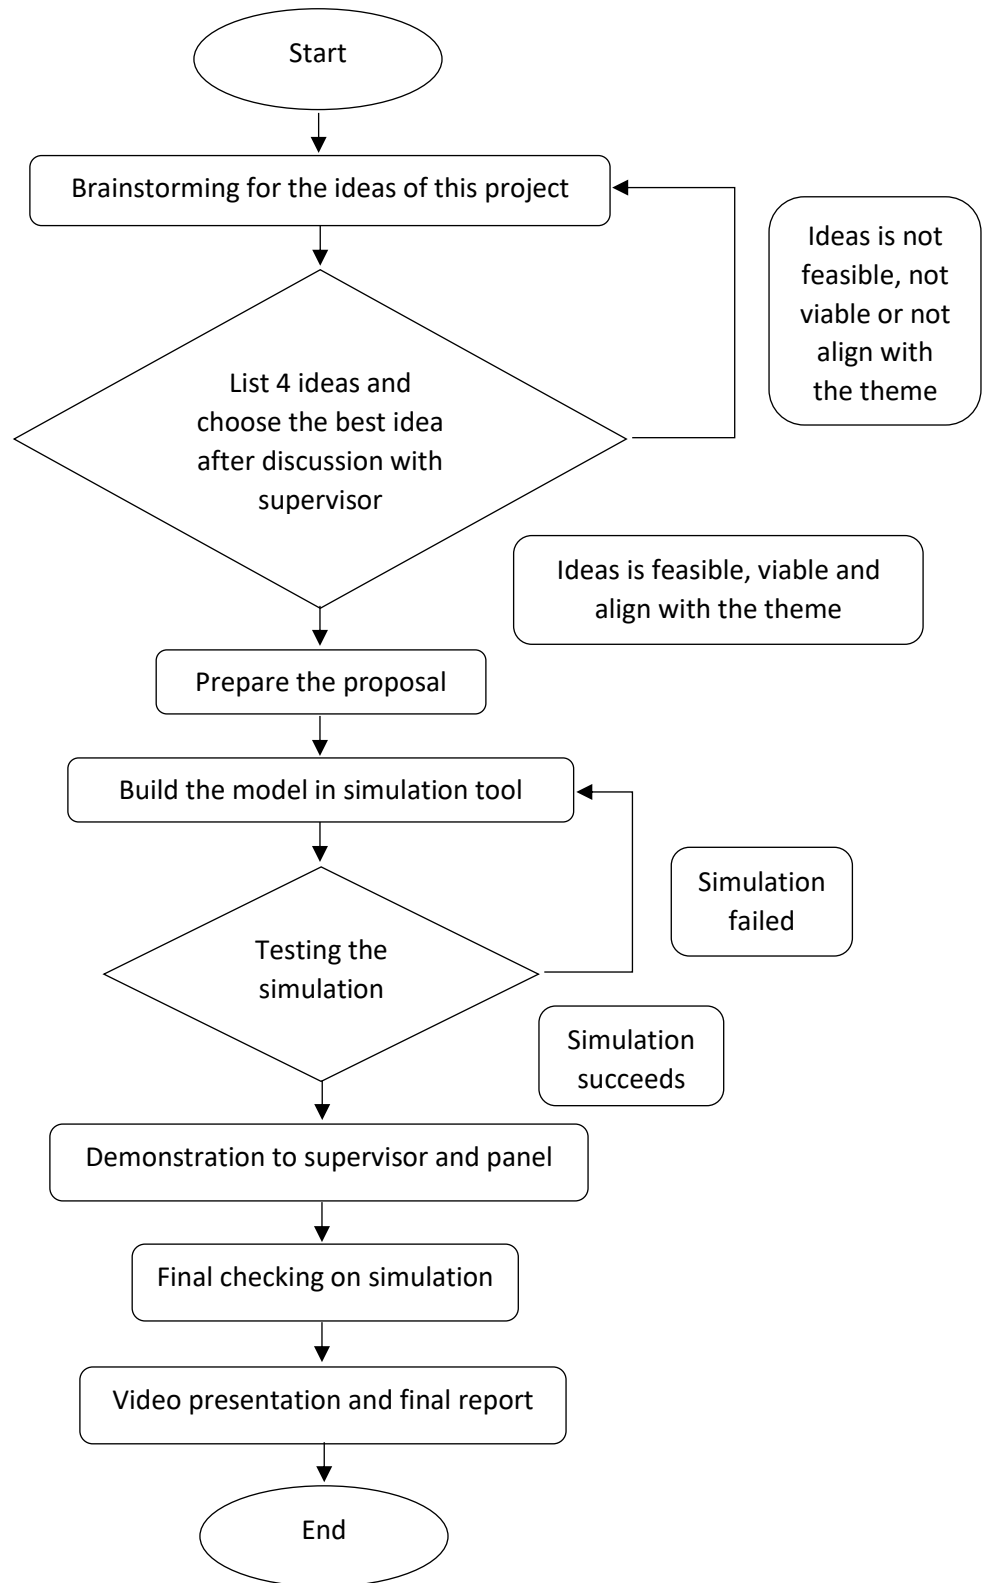 Start
Brainstorming for the ideas of this project
Ideas is not
feasible, not
viable or not
align with
the theme
List 4 ideas and
choose the best idea
after discussion with
supervisor
Ideas is feasible, viable and
align with the theme
Prepare the proposal
Build the model in simulation tool
Simulation
failed
Testing the
simulation
Simulation
succeeds
Demonstration to supervisor and panel
Final checking on simulation
Video presentation and final report
End